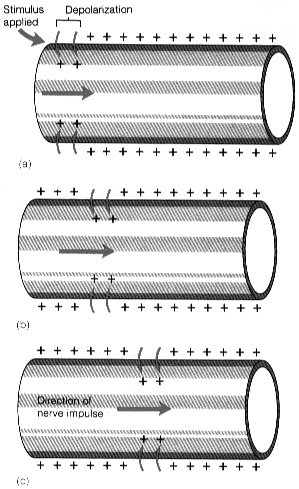 Stimulus
applied
Depolarization
+ + + + + + + + + + + +
+ +
+ +
+ + + + + + + + + + + +
(a)
+ + + + + + + + + + + +
+ +
+ +
+ + + + + + + + + + + +
(b)
+ + + + + + + + + + + +
+ +
Direction of
nerve impulse
+ +
+ + + + + + + + + + + +
(c)